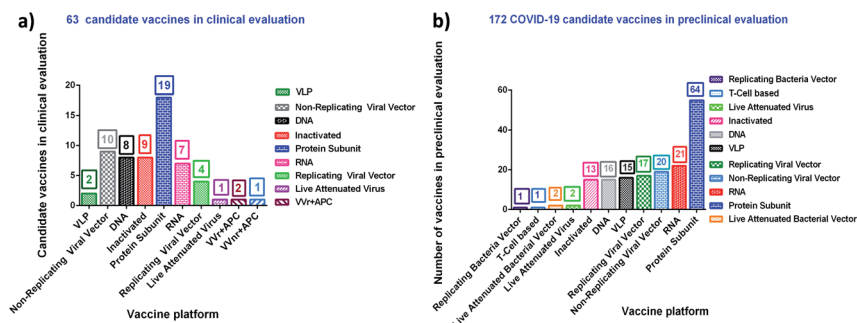 a)
63 candidate vaccines in clinical evaluation
Candidate vaccines in clinical evaluation
20
15
10
5
0
2
10
8
9
19
7
4
1
2
1
VLP
Non-Replicating Viral Vector
DNA
Inactivated
Protein Subunit
RNA
Replicating Viral Vector
Live Attenuated Virus
VVr+APC
VVnr+APC
Vaccine platform
VLP
Non-Replicating Viral Vector
DNA
Inactivated
Protein Subunit
RNA
Replicating Viral Vector
Live Attenuated Virus
VVr+APC
b)
172 COVID-19 candidate vaccines in preclinical evaluation
Number of vaccines in preclinical evaluation
60
40
20
0
1
1
2
2
13
16
15
17
20
21
64
Replicating Bacteria Vector
T-Cell based
Live Attenuated Bacterial Vector
Live Attenuated Virus
Inactivated
DNA
VLP
Replicating Viral Vector
Non-Replicating Viral Vector
RNA
Protein Subunit
Vaccine platform
Replicating Bacteria Vector
T-Cell based
Live Attenuated Virus
Inactivated
DNA
VLP
Replicating Viral Vector
Non-Replicating Viral Vector
RNA
Protein Subunit
Live Attenuated Bacterial Vector